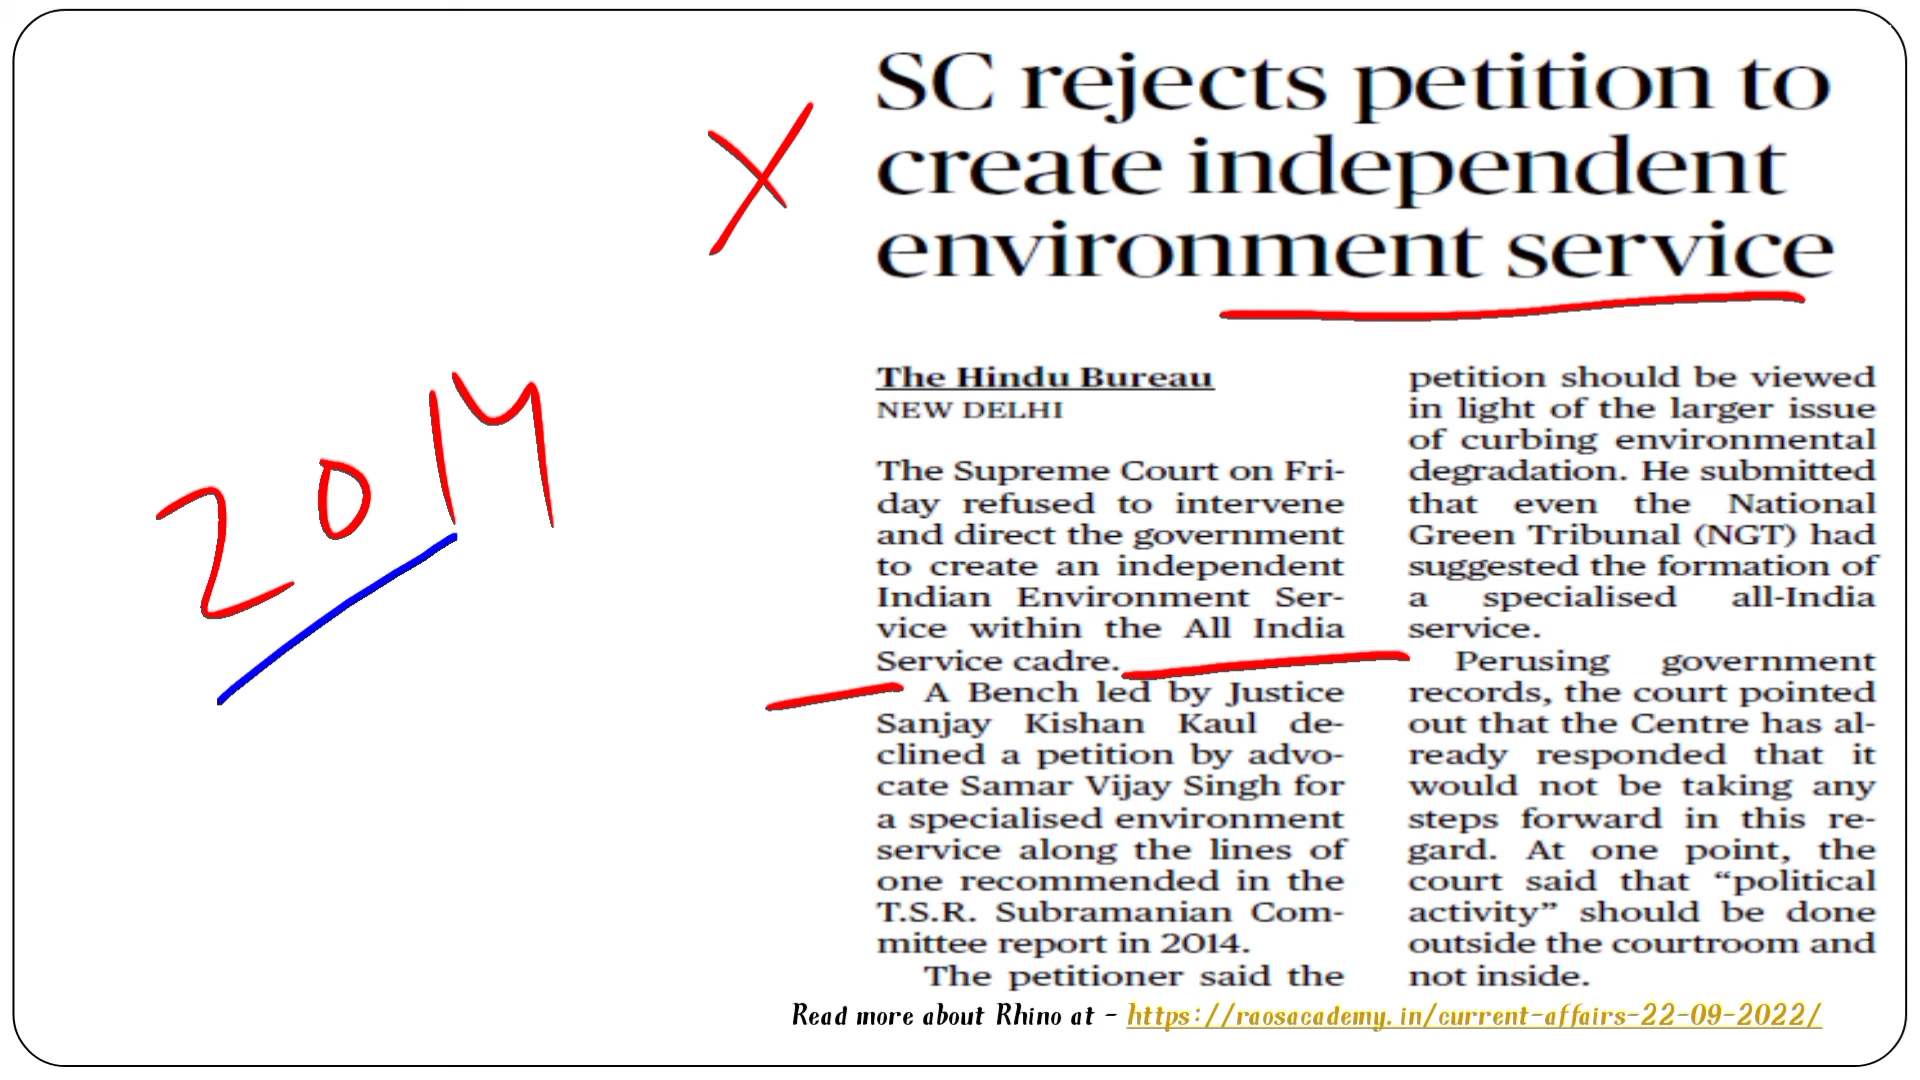 SC rejects petition to
create independent
environment service
2014
The Hindu Bureau
NEW DELHI
The Supreme Court on Fri-
day refused to intervene
and direct the government
to create an independent
Indian Environment Ser-
vice within the All India
Service cadre.
A Bench led by Justice
Sanjay Kishan Kaul de-
clined a petition by advo-
cate Samar Vijay Singh for
a specialised environment
service along the lines of
one recommended in the
T.S.R. Subramanian Com-
mittee report in 2014.
The petitioner said the
petition should be viewed
in light of the larger issue
of curbing environmental
degradation. He submitted
that even the National
Green Tribunal (NGT) had
suggested the formation of
a specialised all-India
service.
Perusing government
records, the court pointed
out that the Centre has al-
ready responded that it
would not be taking any
steps forward in this re-
gard. At one point, the
court said that “political
activity” should be done
outside the courtroom and
not inside.
Read more about Rhino at - https://raosacademy.in/current-affairs-22-09-2022/